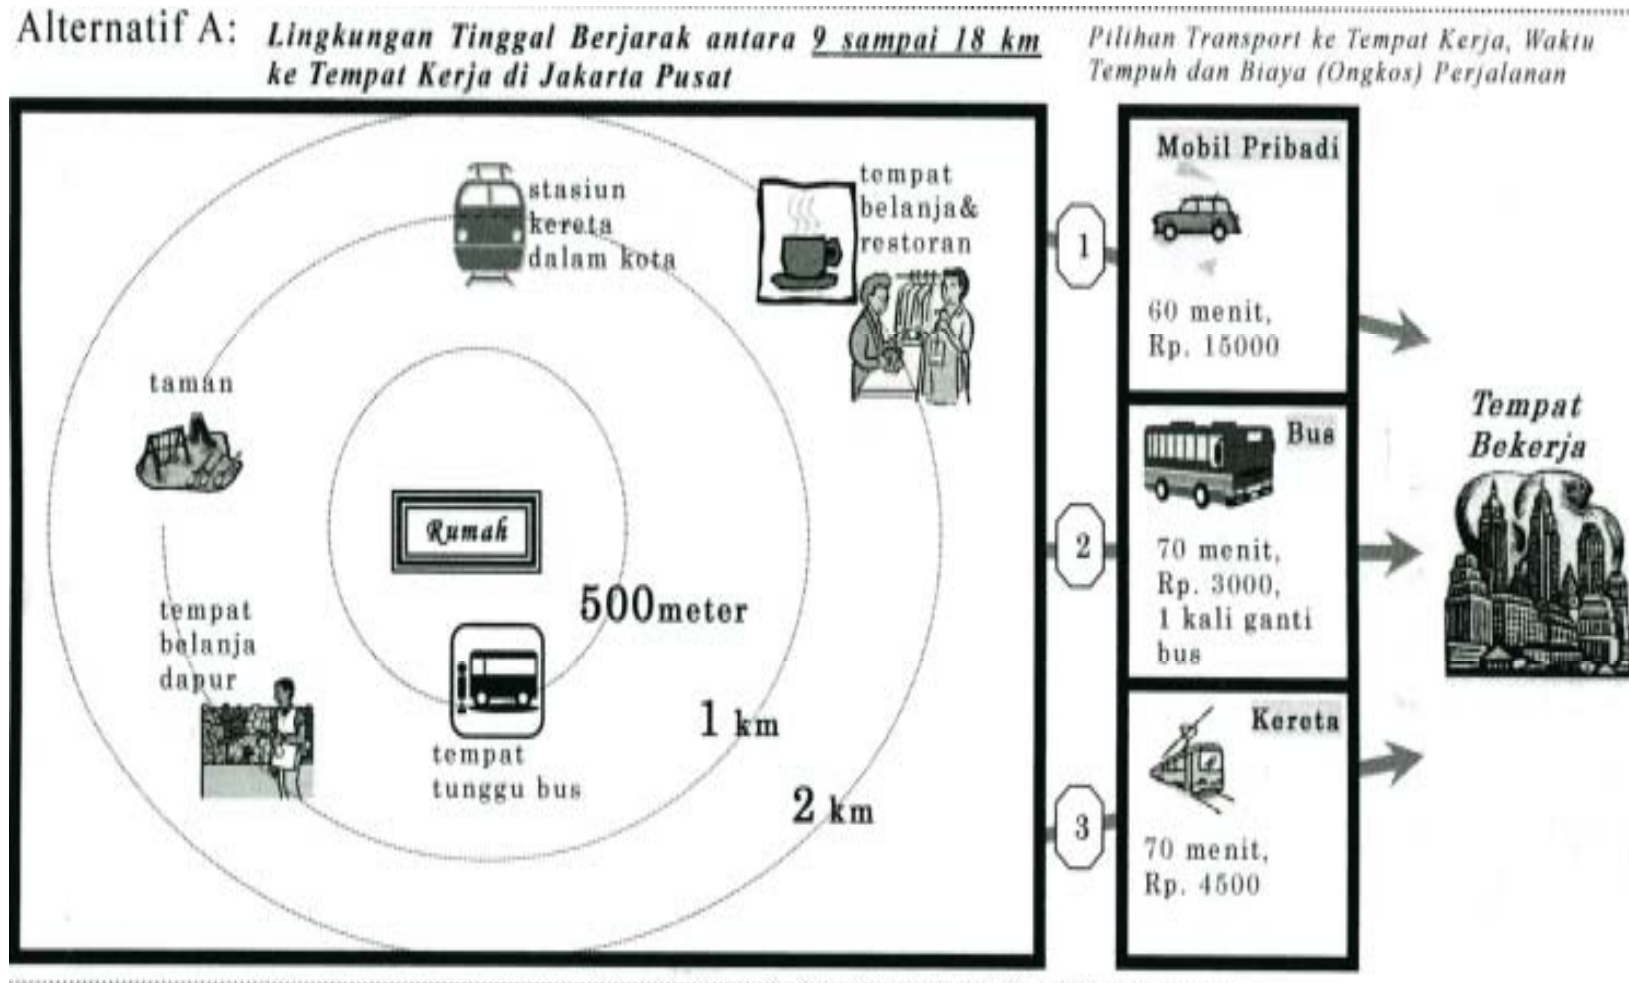 Alternatif A:
Lingkungan Tinggal Berjarak antara 9 sampai 18 km
ke Tempat Kerja di Jakarta Pusat
Pilihan Transport ke Tempat Kerja, Waktu
Tempuh dan Biaya (Ongkos) Perjalanan
stasiun
kereta
dalam kota
tempat
belanja&
restoran
taman
Rumah
500meter
tempat
belanja
dapur
tempat
tunggu bus
1 km
2 km
1
Mobil Pribadi
60 menit,
Rp. 15000
2
Bus
70 menit,
Rp. 3000,
1 kali ganti
bus
3
Kereta
70 menit,
Rp. 4500
Tempat
Bekerja